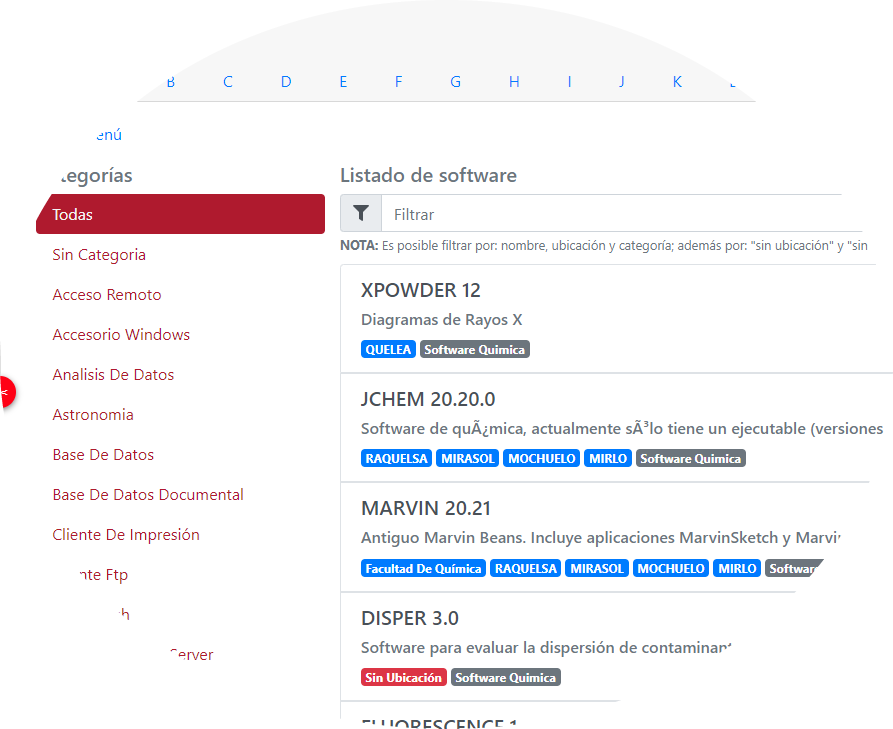 B C D E F G H I J K
Listado de software
Todas
Filtrar
Sin Categoria
NOTA: Es posible filtrar por: nombre, ubicación y categoría; además por: "sin ubicación" y "sin
Acceso Remoto
Accesorio Windows
Analisis De Datos
Astronomia
Base De Datos
Base De Datos Documental
Cliente De Impresión
Ftp
Server
XPOWDER 12
Diagramas de Rayos X
QUELEA Software Quimica
JCHEM 20.20.0
Software de quÃ¿mica, actualmente sÃ³lo tiene un ejecutable (versiones
RAQUELSA MIRASOL MOCHUELO MIRLO Software Quimica
MARVIN 20.21
Antiguo Marvin Beans. Incluye aplicaciones MarvinSketch y
Facultad De Química RAQUELSA MIRASOL MOCHUELO MIRLO
DISPER 3.0
Software para evaluar la dispersión de
Sin Ubicación Software Quimica
FLUORESCENCE 1